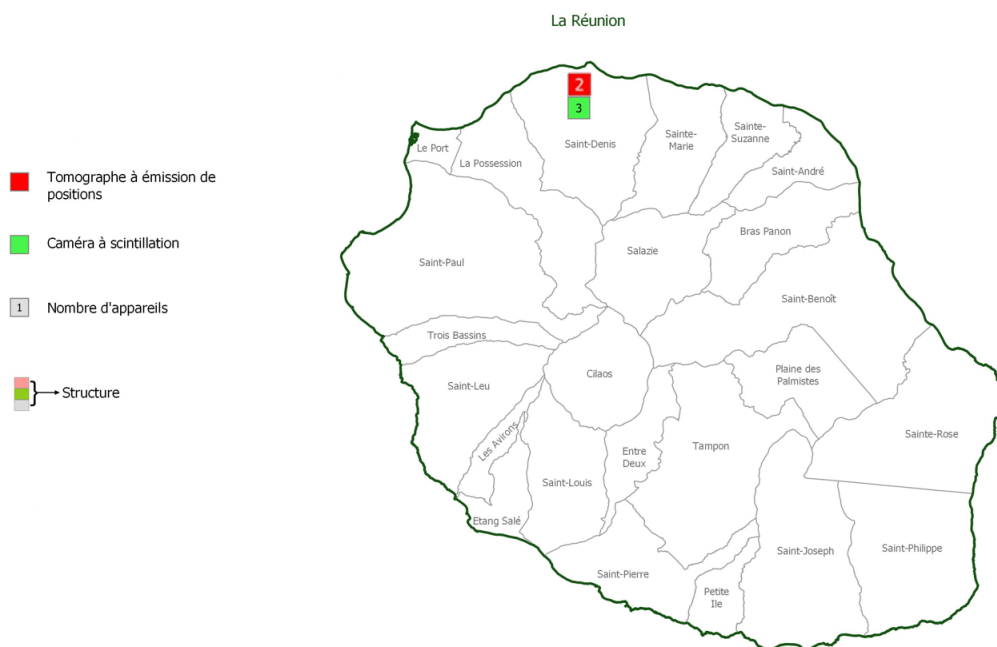 La Réunion
2
3
Saint-Denis
Sainte-
Marie
Sainte-
Suzanne
Saint-André
Le Port
La Possession
Tomographe à émission de
positions
Caméra à scintillation
1
Nombre d'appareils
Structure
Saint-Paul
Salazie
Bras Panon
Saint-Benoît
Trois Bassins
Saint-Leu
Cilaos
Plaine des
Palmistes
Les Avirons
Entre
Deux
Tampon
Sainte-Rose
Saint-Louis
Etang Salé
Saint-Pierre
Petite
Ile
Saint-Joseph
Saint-Philippe